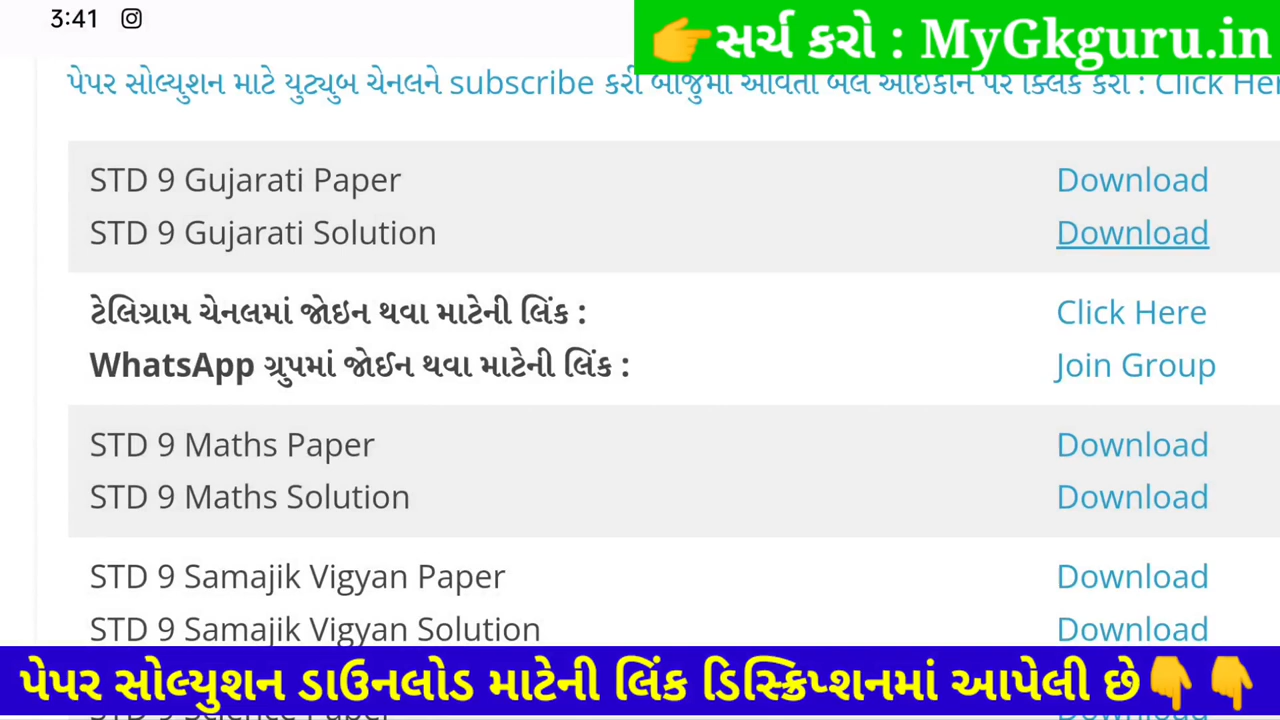 3:41
👉સર્ચ કરો : MyGkguru.in
પેપર સોલ્યુશન માટે યુટ્યુબ ચેનલને subscribe કરી બાજુમાં આવતા બેલ આઇકોન પર ક્લિક કરો : Click
STD 9 Gujarati Paper Download
STD 9 Gujarati Solution Download
ટેલિગ્રામ ચેનલમાં જોઇન થવા માટેની લિંક : Click Here
WhatsApp ગ્રુપમાં જોઈન થવા માટેની લિંક : Join Group
STD 9 Maths Paper Download
STD 9 Maths Solution Download
STD 9 Samajik Vigyan Paper Download
STD 9 Samajik Vigyan Solution Download
પેપર સોલ્યુશન ડાઉનલોડ માટેની લિંક ડિસ્ક્રિપ્શનમાં આપેલી છે👇👇